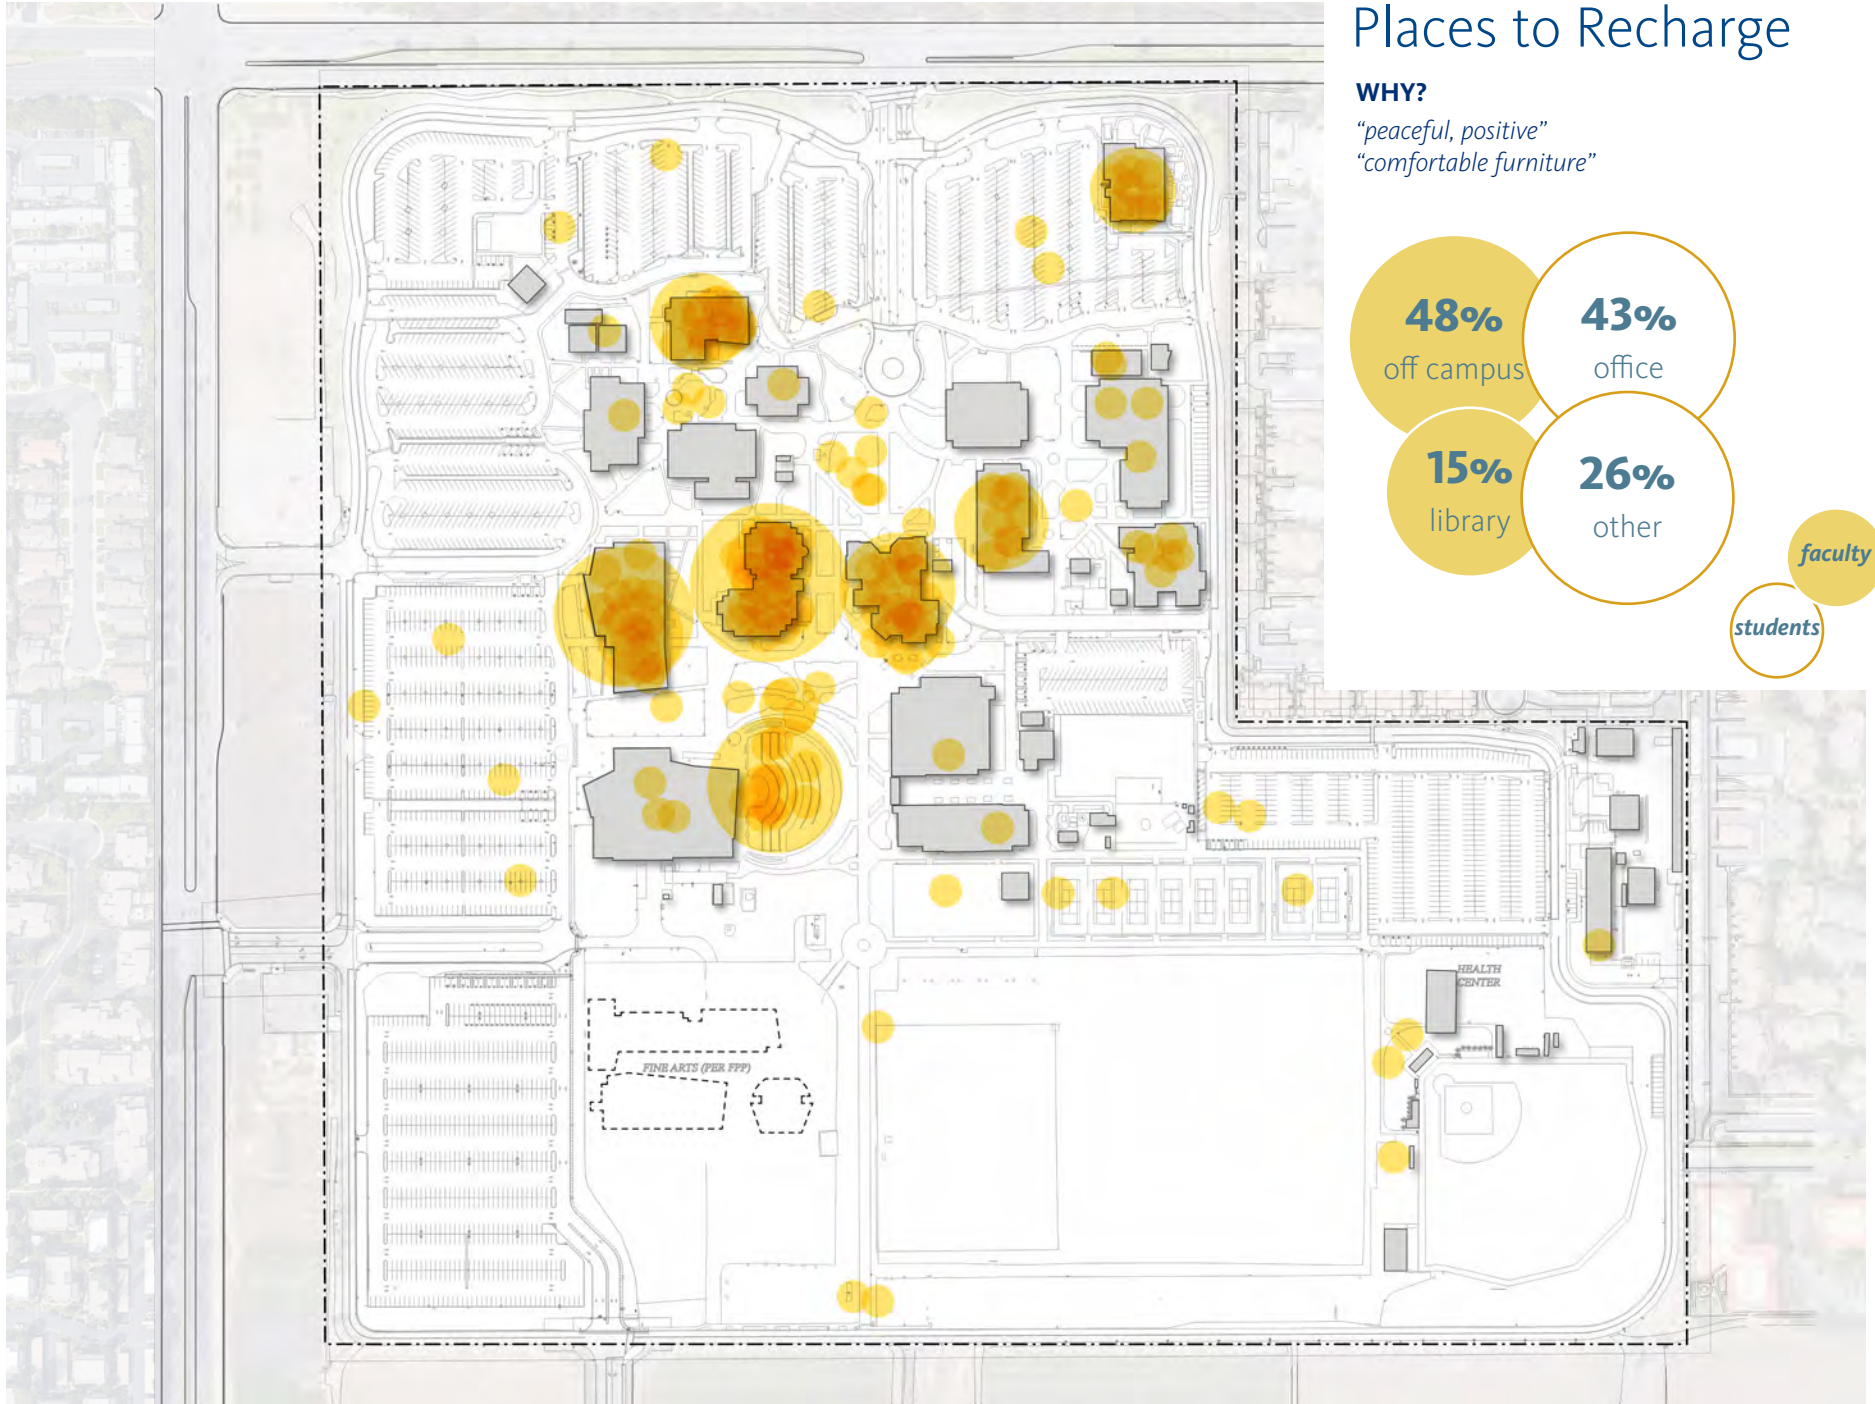 Places to Recharge
WHY?
“peaceful, positive”
“comfortable furniture”
48%
off campus
43%
office
15%
library
26%
other
faculty
students
HEALTH
CENTER
FINE ARTS (PER FPP)